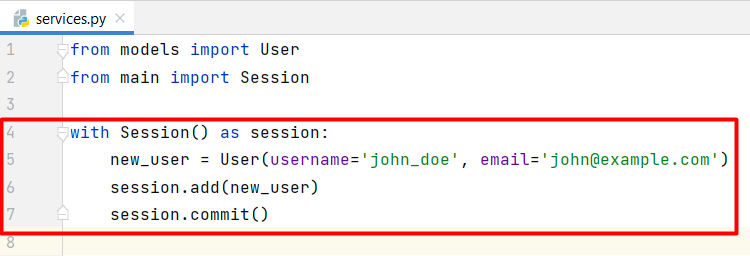 services.py
1 from models import User
2 from main import Session
3
4 with Session() as session:
5     new_user = User(username='john_doe', email='john@example.com')
6     session.add(new_user)
7     session.commit()
8